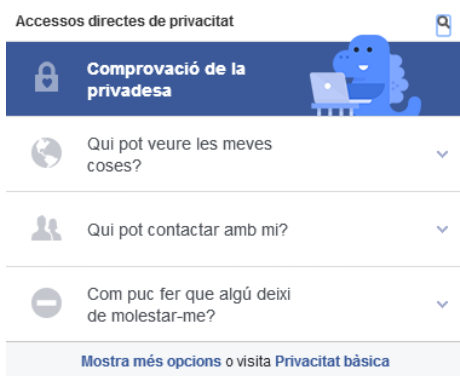 Accessos directes de privacitat
Comprovació de la
privadesa
Qui pot veure les meves
coses?
Qui pot contactar amb mi?
Com puc fer que algú deixi
de molestar-me?
Mostra més opcions o visita Privacitat bàsica